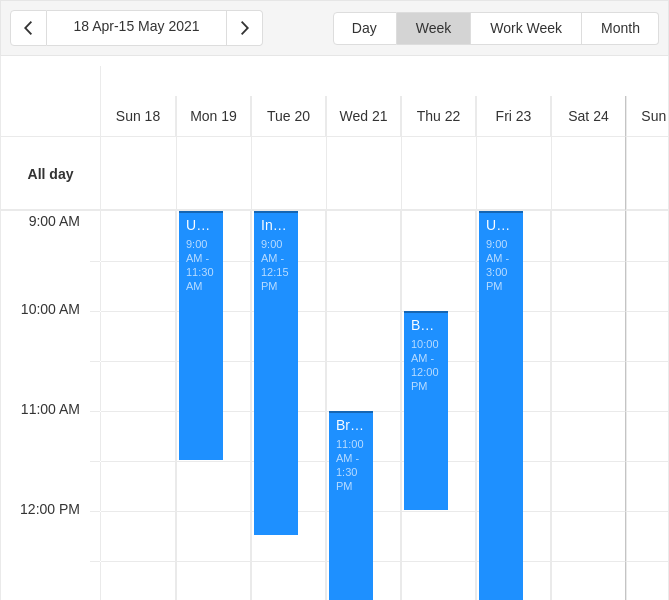 18 Apr-15 May 2021
Day Week Work Week Month
Sun 18 Mon 19 Tue 20 Wed 21 Thu 22 Fri 23 Sat 24 Sun
All day
9:00 AM
10:00 AM
11:00 AM
12:00 PM
U...
9:00
AM -
11:30
AM
In...
9:00
AM -
12:15
PM
Br...
11:00
AM -
1:30
PM
B...
10:00
AM -
12:00
PM
U...
9:00
AM -
3:00
PM